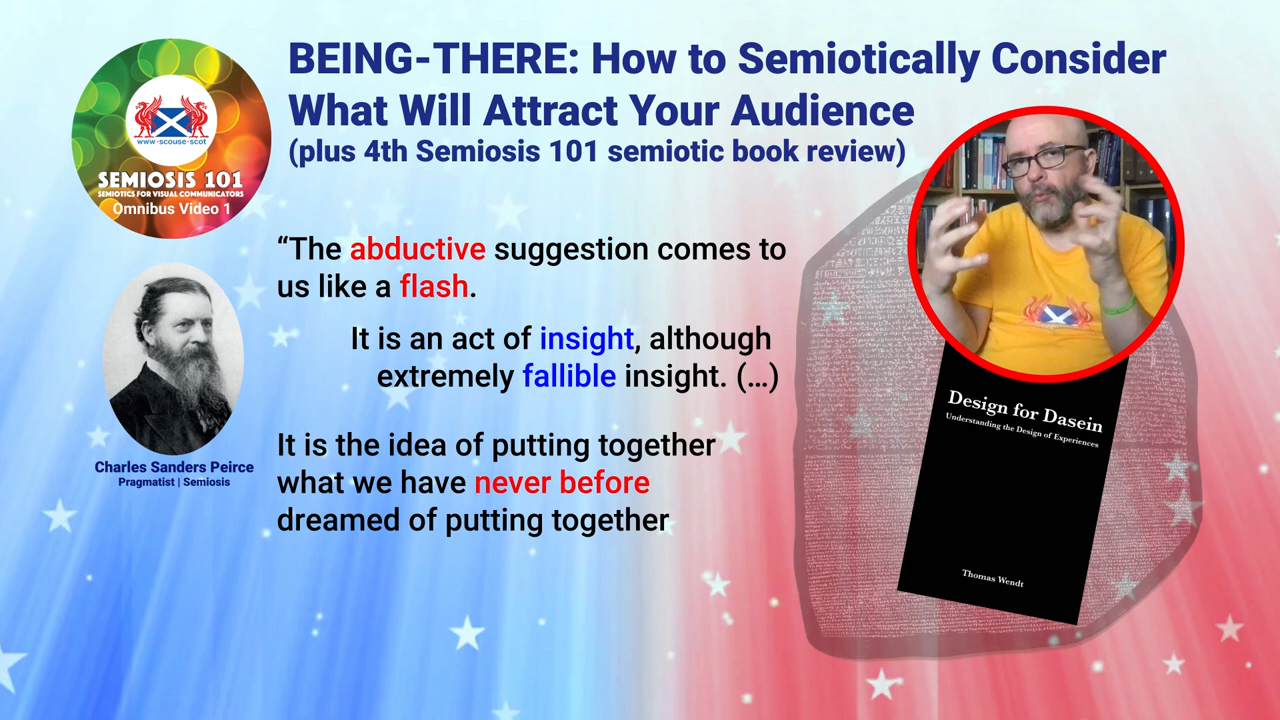 BEING-THERE: How to Semiotically Consider
What Will Attract Your Audience
(plus 4th Semiosis 101 semiotic book review)
www·scouse·scot
SEMIOSIS 101
SEMIOTICS FOR VISUAL COMMUNICATORS
Omnibus Video 1
“The abductive suggestion comes to
us like a flash.
It is an act of insight, although
extremely fallible insight. (...)
It is the idea of putting together
what we have never before
dreamed of putting together
Charles Sanders Peirce
Pragmatist | Semiosis
Design for Dasein
Understanding the Design of Experiences
Thomas Wendt